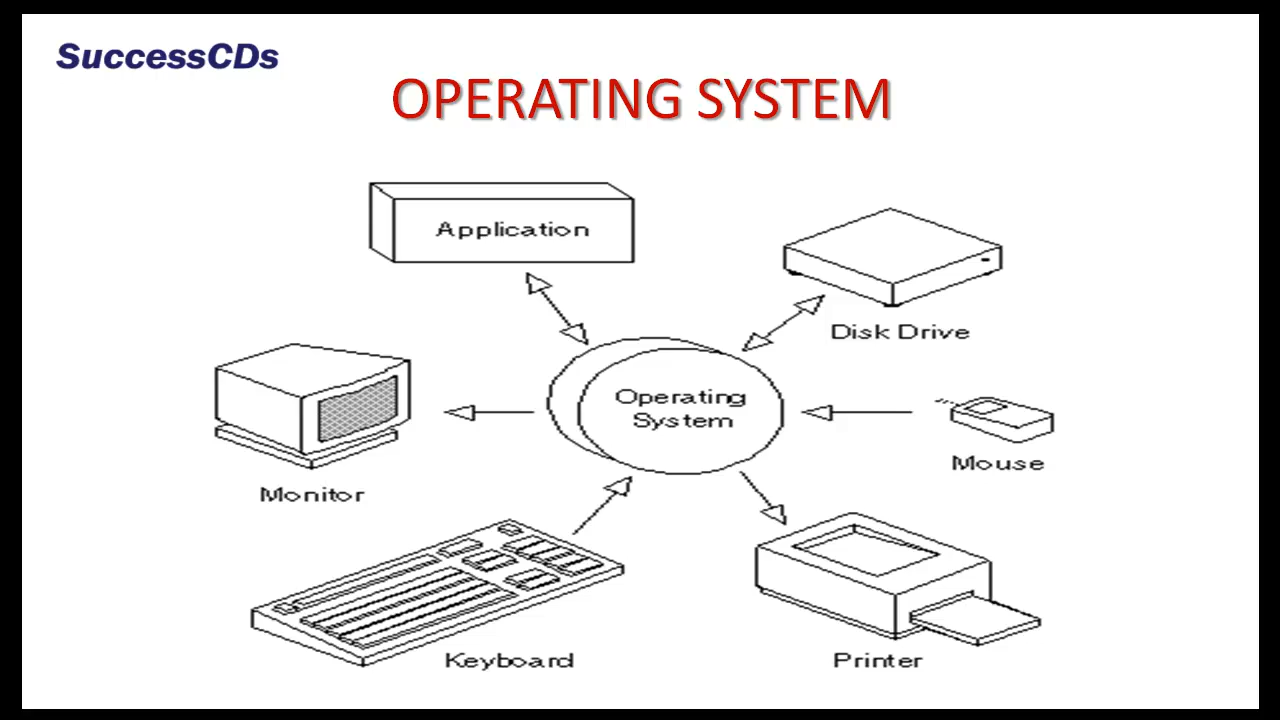 SuccessCDs
OPERATING SYSTEM
Application
Disk Drive
Operating
System
Mouse
Monitor
Keyboard
Printer